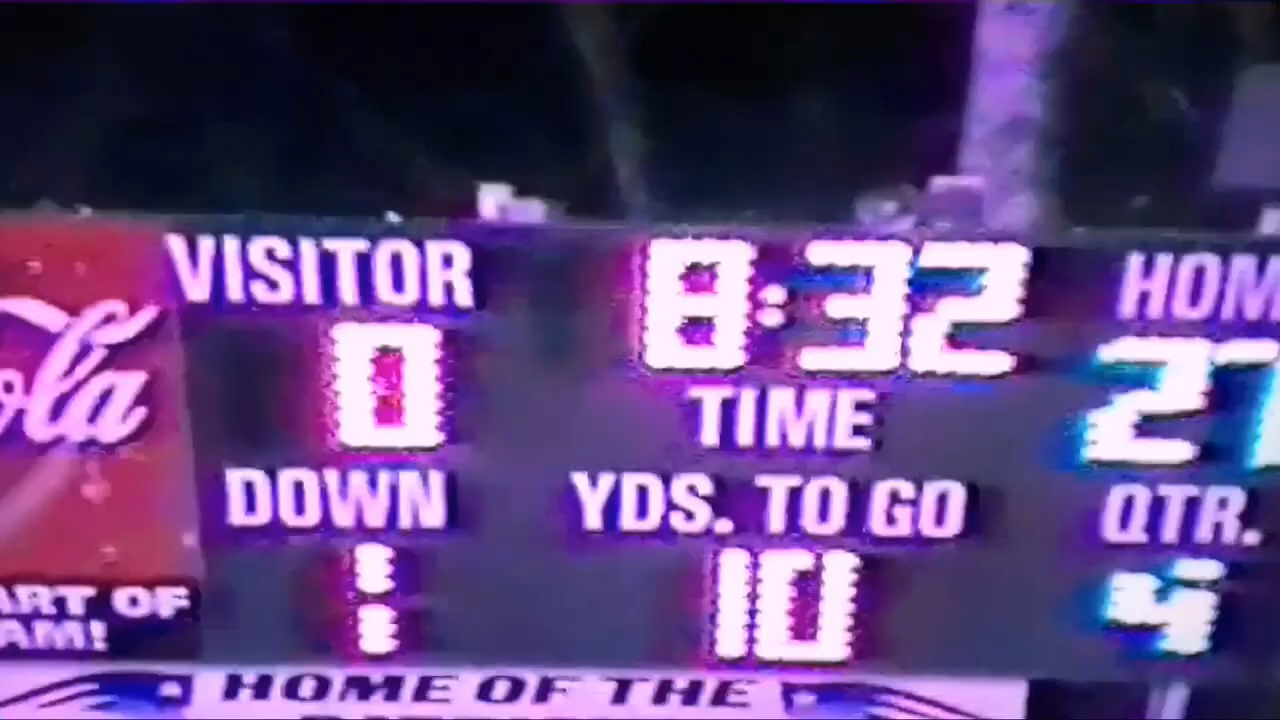 VISITOR 8:32 HOM
0 TIME 27
DOWN YDS. TO GO QTR.
1 10 4
ola
ART OF
AM!
HOME OF THE